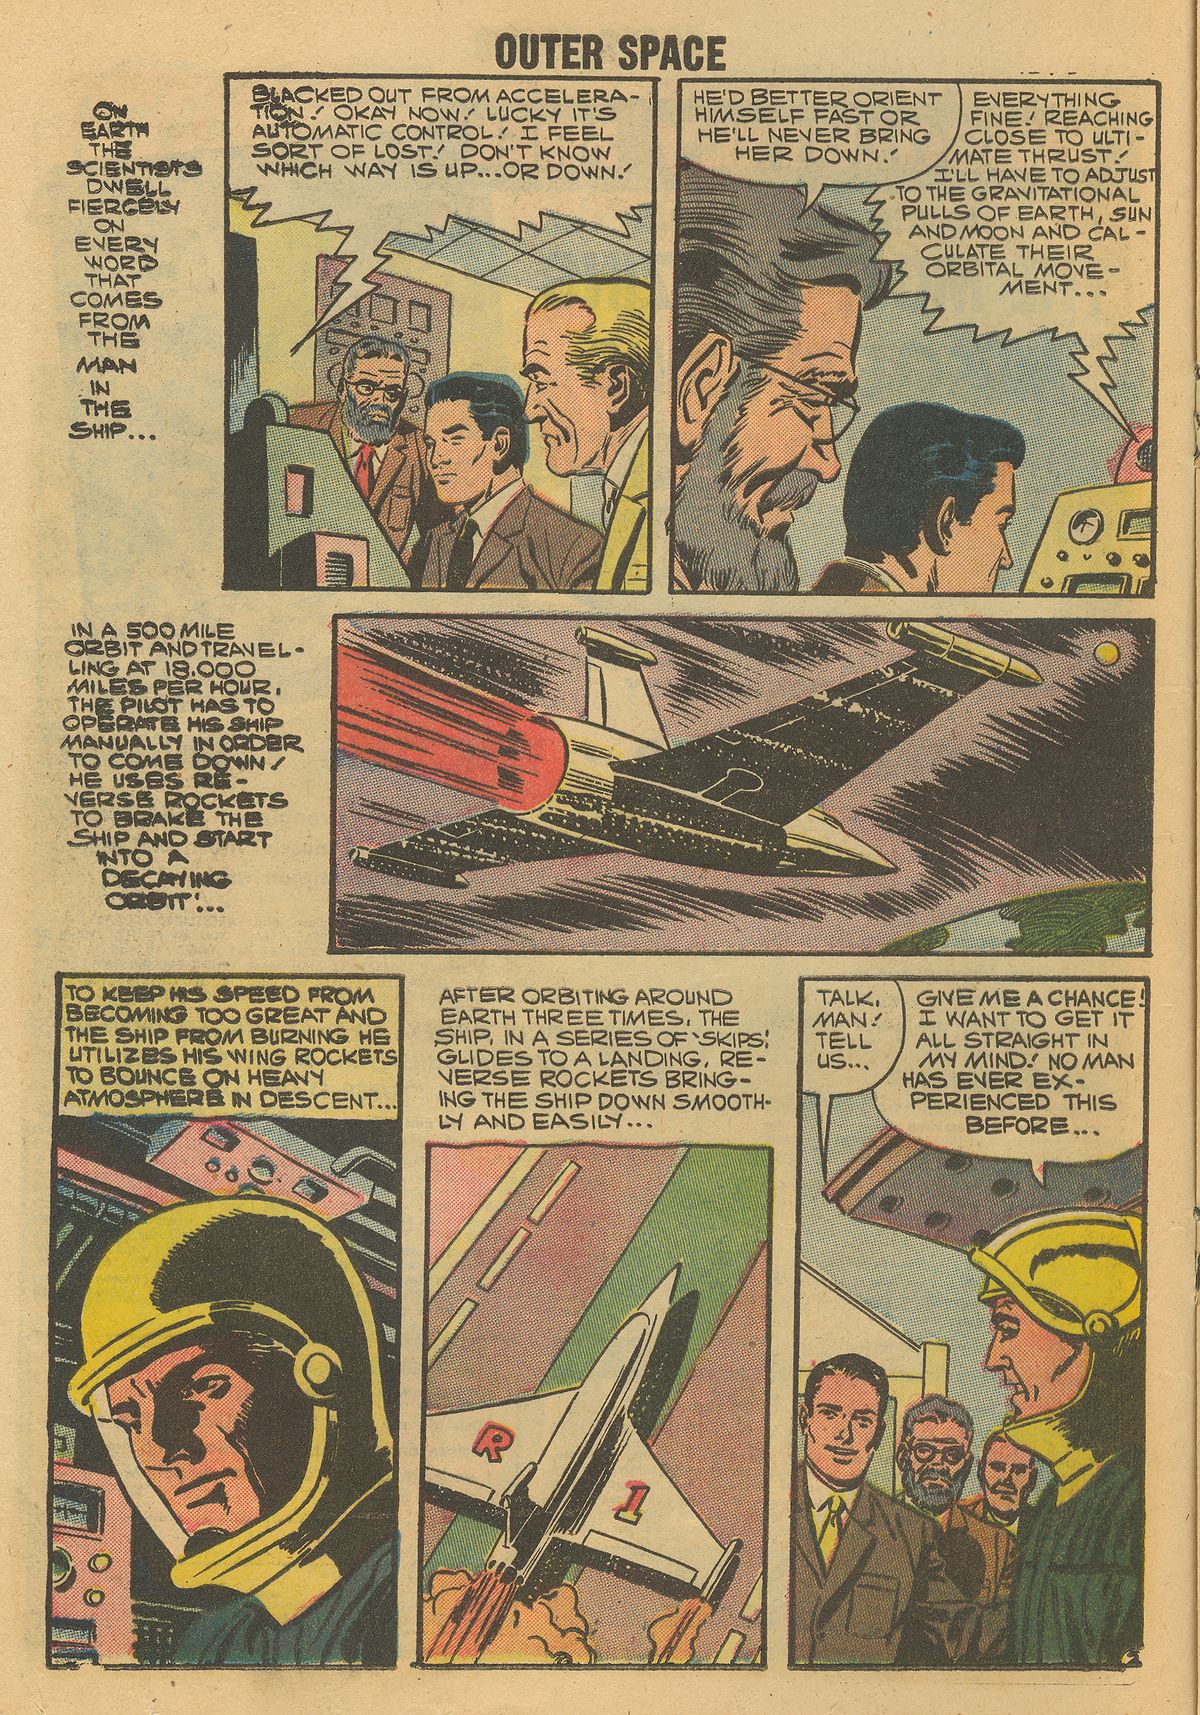 OUTER SPACE
ON
EARTH
THE
SCIENTISTS
DWELL
FIERCELY
ON
EVERY
WORD
THAT
COMES
FROM
THE
MAN
IN
THE
SHIP...
BLACKED OUT FROM ACCELERA-
TION! OKAY NOW! LUCKY IT'S
AUTOMATIC CONTROL! I FEEL
SORT OF LOST! DON'T KNOW
WHICH WAY IS UP...OR DOWN!
HE'D BETTER ORIENT
HIMSELF FAST OR
HE'LL NEVER BRING
HER DOWN!
EVERYTHING
FINE! REACHING
CLOSE TO ULTI-
MATE THRUST!
I'LL HAVE TO ADJUST
TO THE GRAVITATIONAL
PULLS OF EARTH, SUN
AND MOON AND CAL-
CULATE THEIR
ORBITAL MOVE-
MENT...
IN A 500 MILE
ORBIT AND TRAVEL-
LING AT 18,000
MILES PER HOUR,
THE PILOT HAS TO
OPERATE HIS SHIP
MANUALLY IN ORDER
TO COME DOWN!
HE USES RE-
VERSE ROCKETS
TO BRAKE THE
SHIP AND START
INTO A
DECAYING
ORBIT!...
TO KEEP HIS SPEED FROM
BECOMING TOO GREAT AND
THE SHIP FROM BURNING HE
UTILIZES HIS WING ROCKETS
TO BOUNCE ON HEAVY
ATMOSPHERE IN DESCENT...
AFTER ORBITING AROUND
EARTH THREE TIMES, THE
SHIP, IN A SERIES OF 'SKIPS,'
GLIDES TO A LANDING, RE-
VERSE ROCKETS BRING-
ING THE SHIP DOWN SMOOTH-
LY AND EASILY...
R
1
TALK,
MAN!
TELL
US...
GIVE ME A CHANCE!
I WANT TO GET IT
ALL STRAIGHT IN
MY MIND! NO MAN
HAS EVER EX-
PERIENCED THIS
BEFORE...